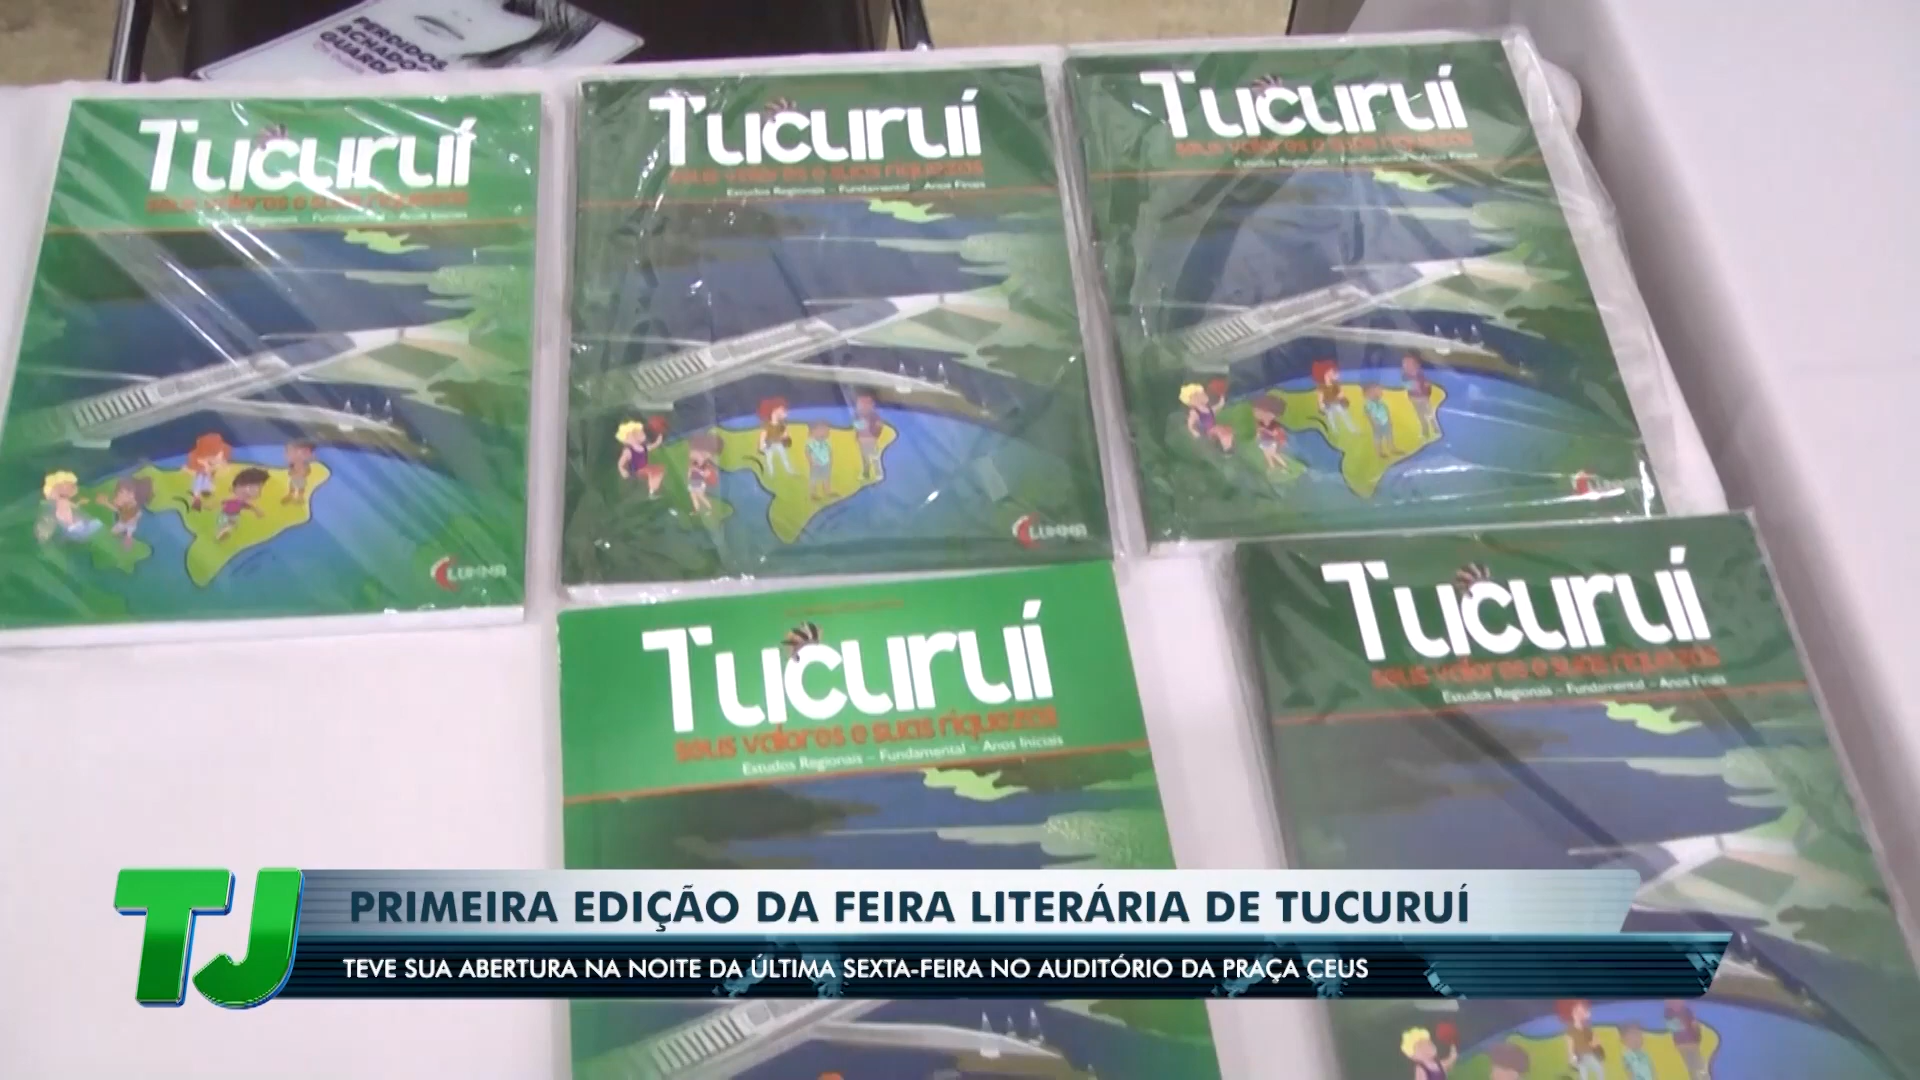 PERDIDOS
ACHADOS
Tucuruí
seus valores e suas riquezas
Estudos Regionais – Fundamental – Anos Iniciais
LUMNA
Tucuruí
seus valores e suas riquezas
Estudos Regionais – Fundamental – Anos Finais
LUMNA
Tucuruí
seus valores e suas riquezas
Estudos Regionais – Fundamental – Anos Finais
LUMNA
Tucuruí
seus valores e suas riquezas
Estudos Regionais – Fundamental – Anos Iniciais
Tucuruí
seus valores e suas riquezas
Estudos Regionais – Fundamental – Anos Finais
TJ
PRIMEIRA EDIÇÃO DA FEIRA LITERÁRIA DE TUCURUÍ
TEVE SUA ABERTURA NA NOITE DA ÚLTIMA SEXTA-FEIRA NO AUDITÓRIO DA PRAÇA CEUS